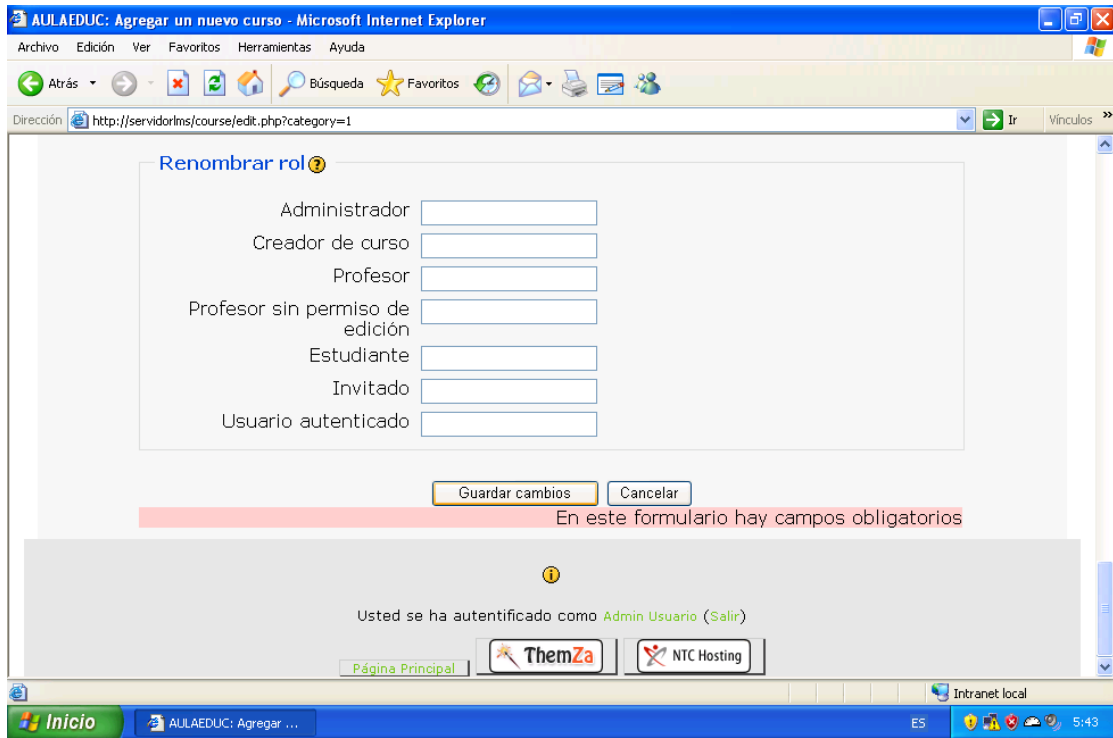 AULAEDUC: Agregar un nuevo curso - Microsoft Internet Explorer
Archivo Edición Ver Favoritos Herramientas Ayuda
Atrás Búsqueda Favoritos
Dirección http://servidorlms/course/edit.php?category=1 Ir Vínculos »
Renombrar rol
Administrador
Creador de curso
Profesor
Profesor sin permiso de
edición
Estudiante
Invitado
Usuario autenticado
Guardar cambios Cancelar
En este formulario hay campos obligatorios
Usted se ha autentificado como Admin Usuario (Salir)
Página Principal ThemZa NTC Hosting
Intranet local
Inicio AULAEDUC: Agregar ... ES 5:43